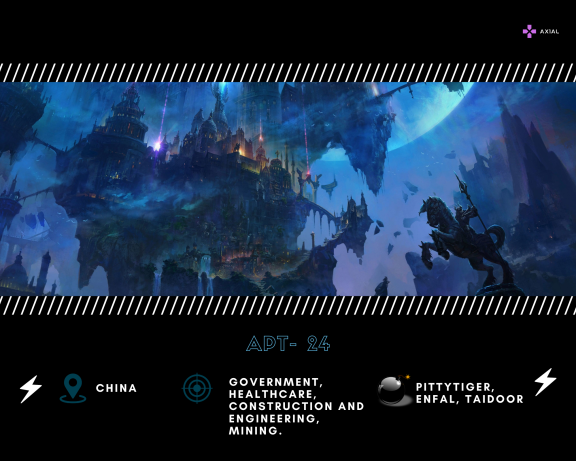 AXIAL
APT- 24
CHINA
GOVERNMENT,
HEALTHCARE,
CONSTRUCTION AND
ENGINEERING,
MINING.
PITTYTIGER,
ENFAL, TAIDOOR